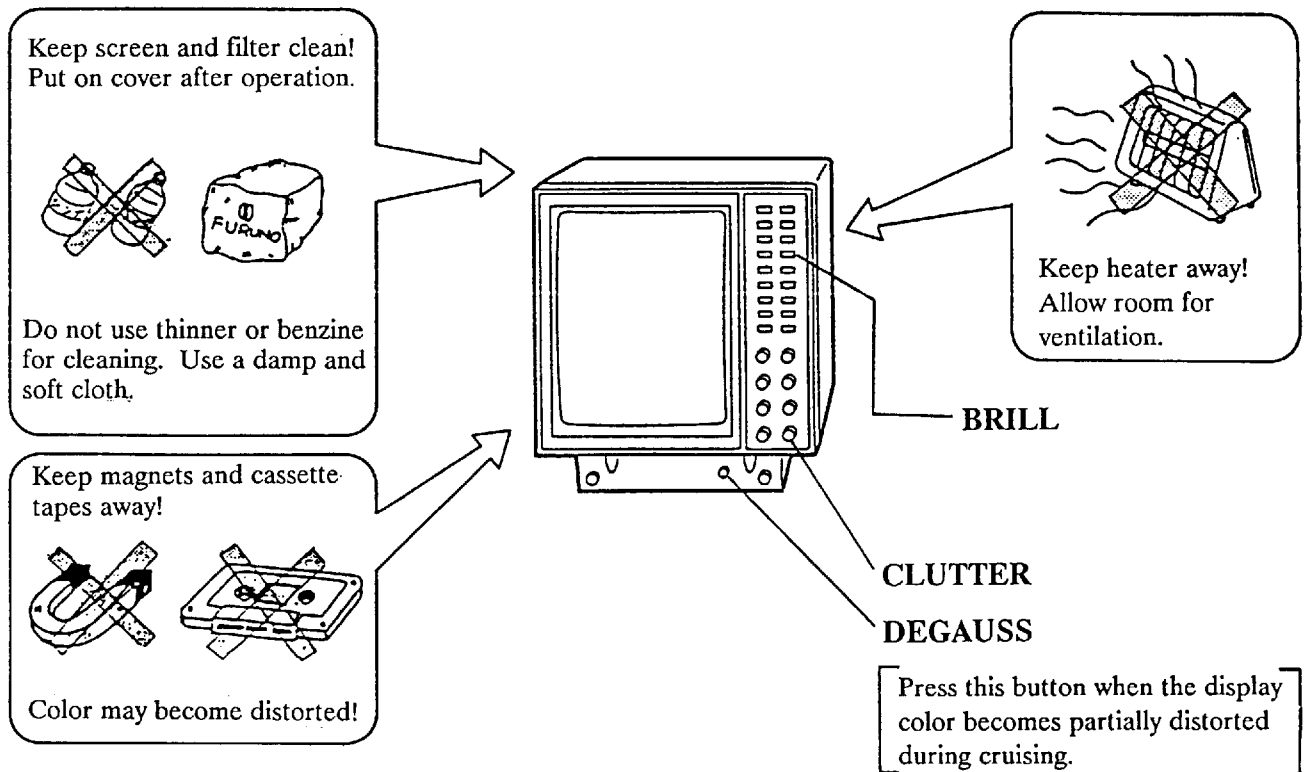 Keep screen and filter clean!
Put on cover after operation.
FURUNO
Do not use thinner or benzine
for cleaning. Use a damp and
soft cloth.
Keep heater away!
Allow room for
ventilation.
BRILL
Keep magnets and cassette
tapes away!
Color may become distorted!
CLUTTER
DEGAUSS
Press this button when the display
color becomes partially distorted
during cruising.